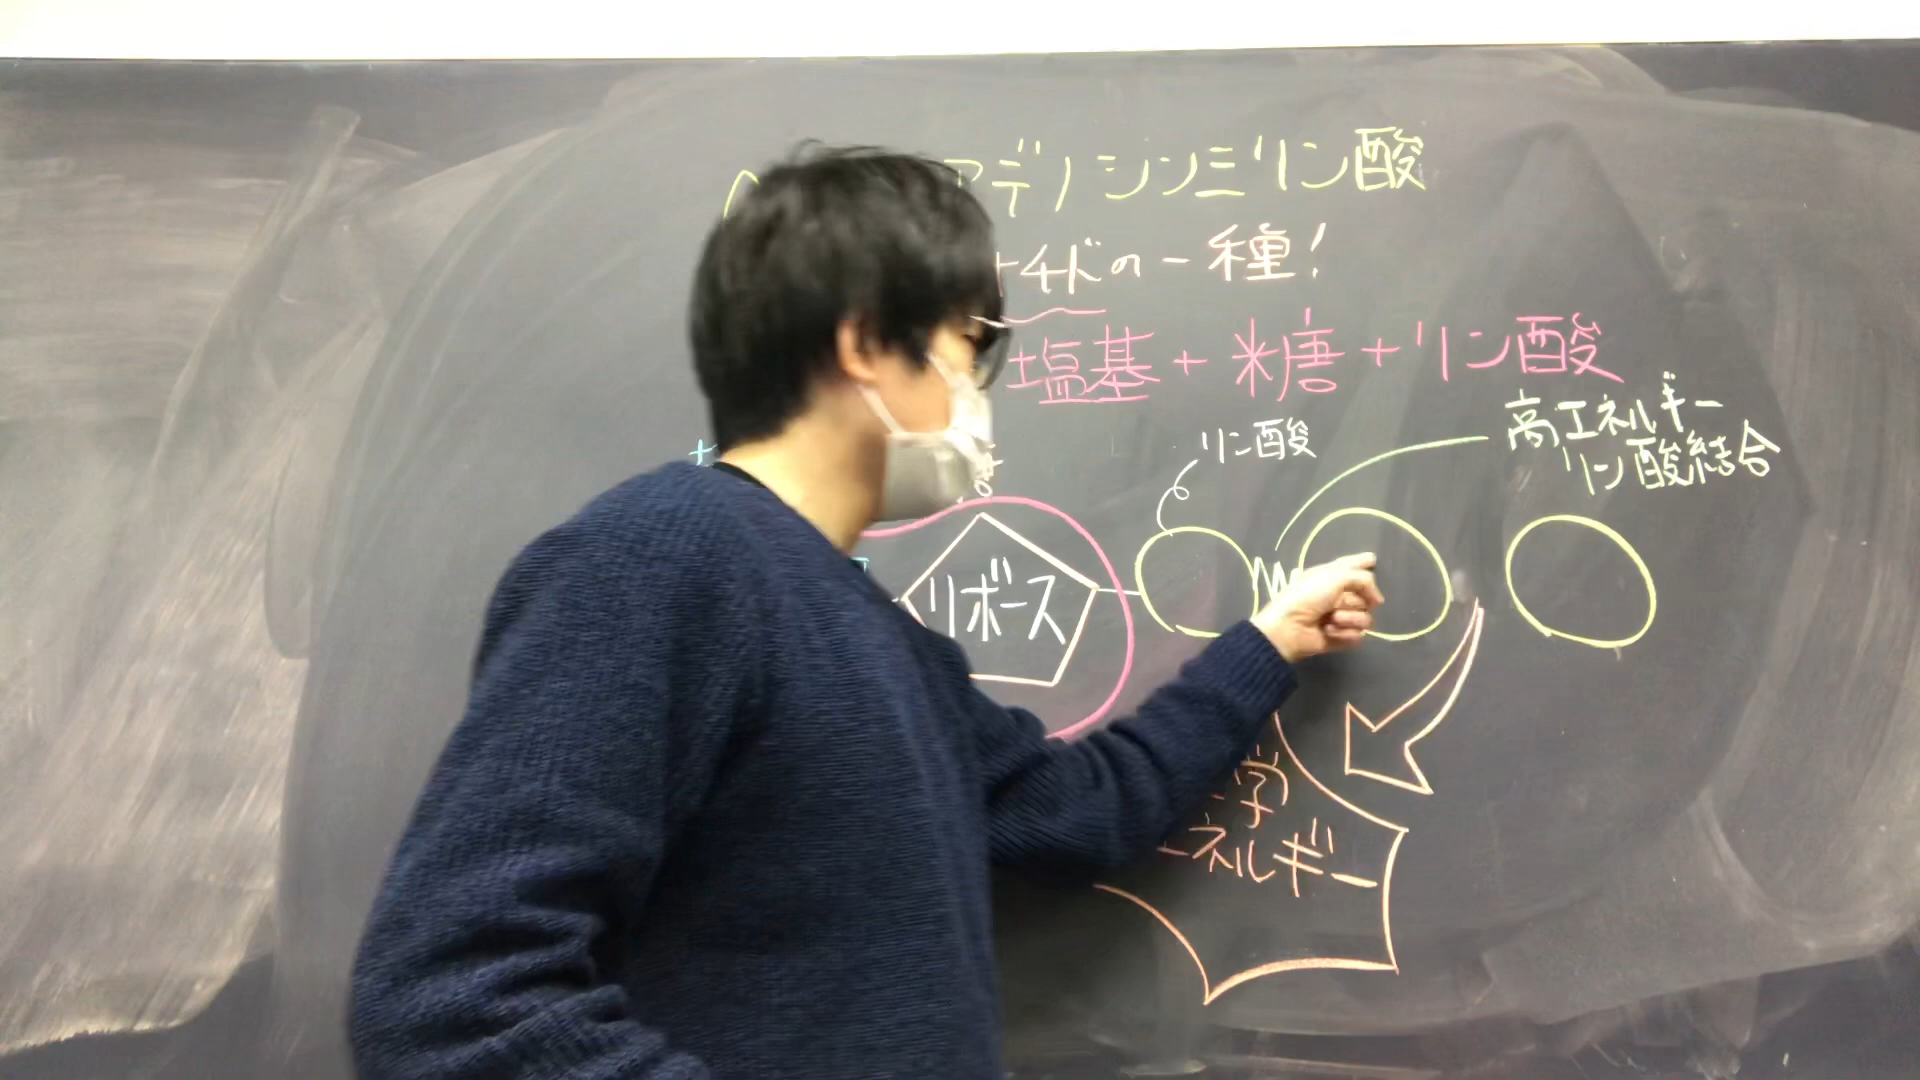 アデノシン三リン酸
チドの一種!
塩基+糖+リン酸
高エネルギー
リン酸結合
リン酸
リボース
学
エネルギー